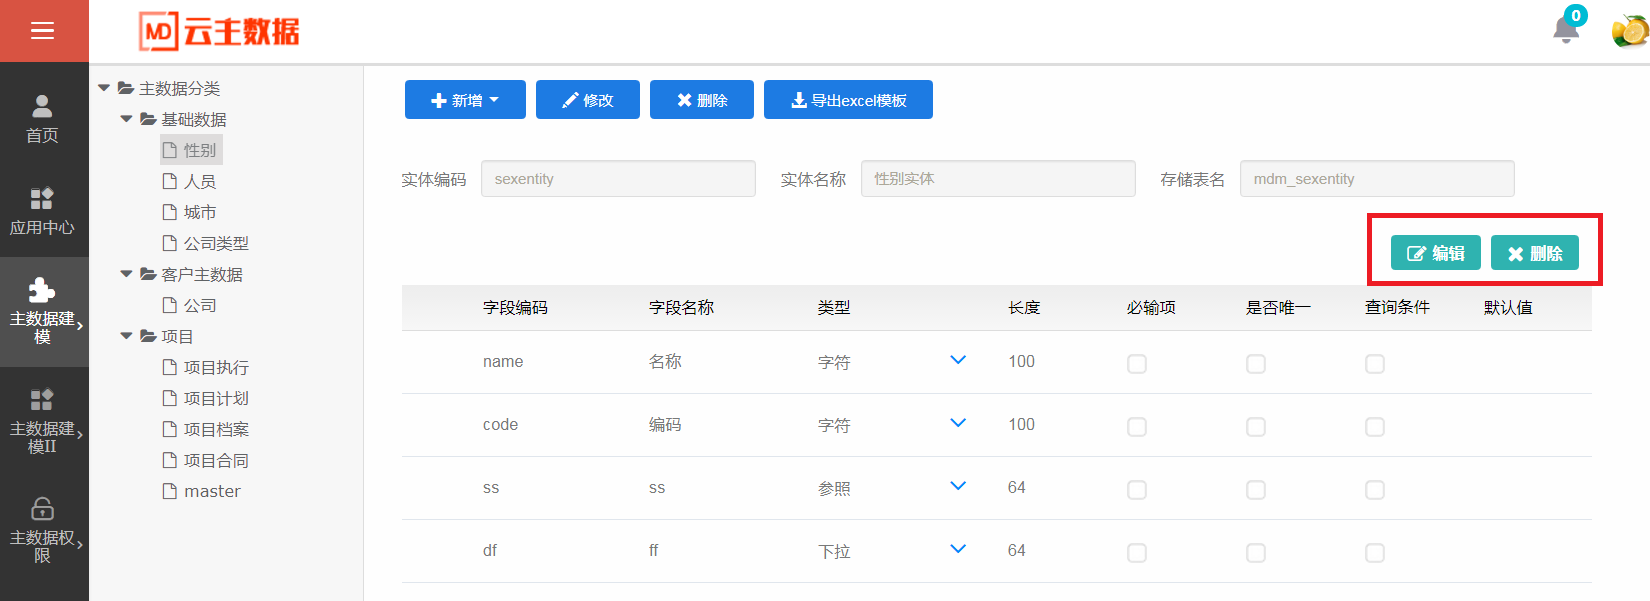 MD 云主数据
0
首页
应用中心
主数据建
模
主数据建
模II
主数据权
限
主数据分类
基础数据
性别
人员
城市
公司类型
客户主数据
公司
项目
项目执行
项目计划
项目档案
项目合同
master
新增 修改 删除 导出excel模板
实体编码 sexentity 实体名称 性别实体 存储表名 mdm_sexentity
编辑 删除
字段编码 字段名称 类型 长度 必输项 是否唯一 查询条件 默认值
name 名称 字符 100
code 编码 字符 100
ss ss 参照 64
df ff 下拉 64